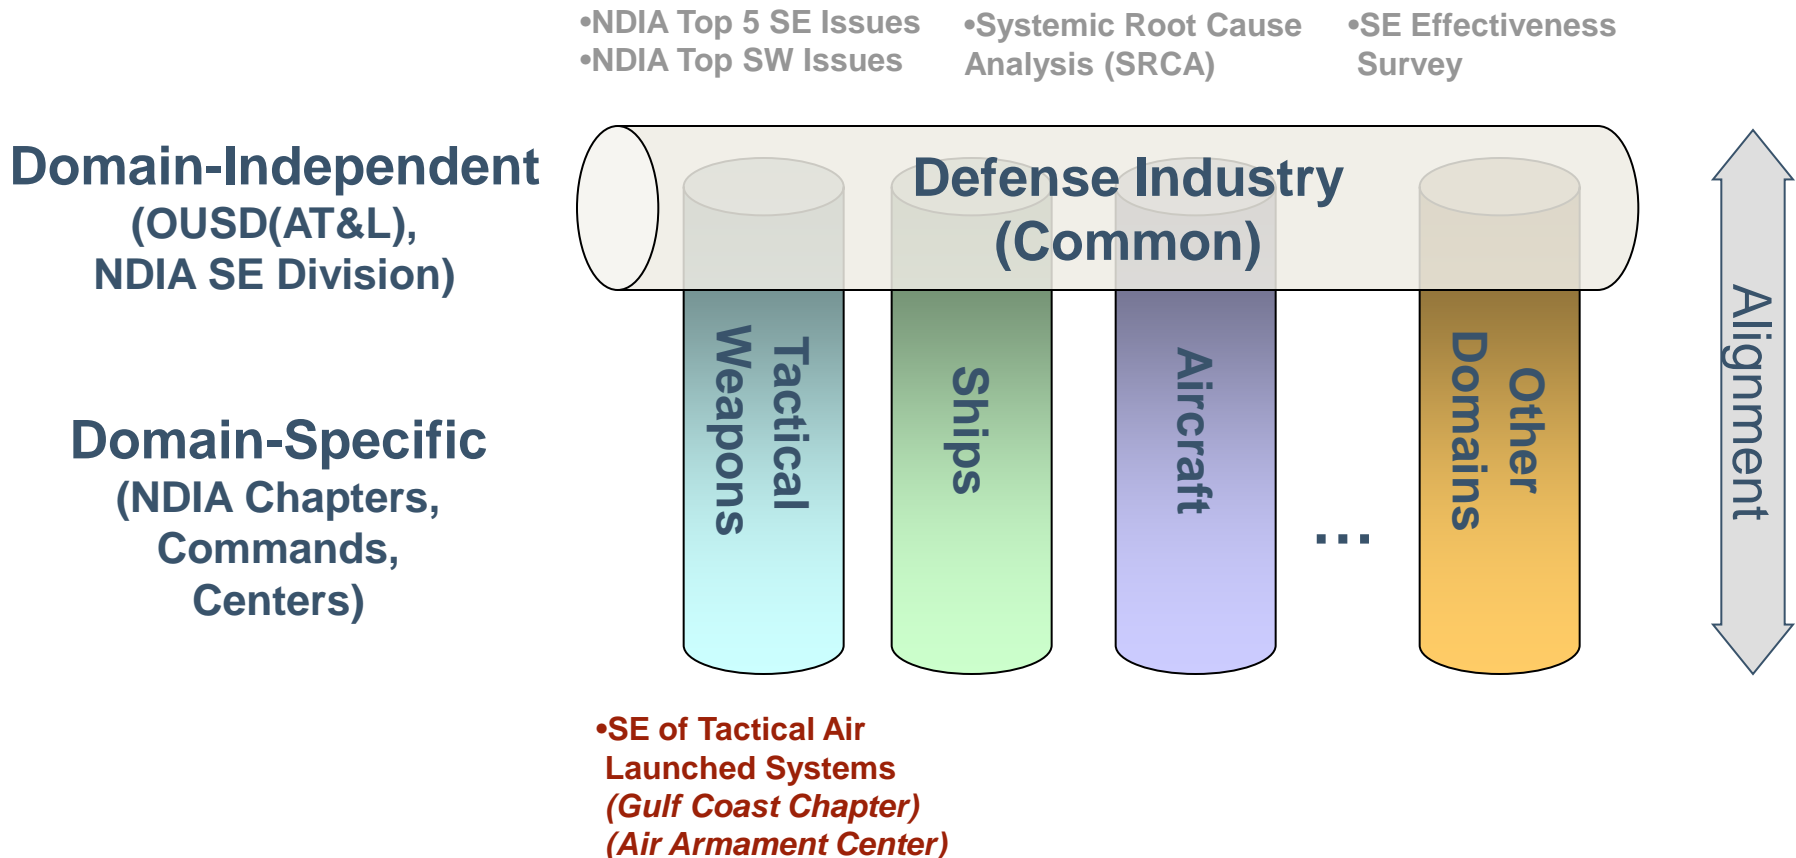 •NDIA Top 5 SE Issues
•NDIA Top SW Issues
•Systemic Root Cause
Analysis (SRCA)
•SE Effectiveness
Survey
Domain-Independent
(OUSD(AT&L),
NDIA SE Division)
Defense Industry
(Common)
Domain-Specific
(NDIA Chapters,
Commands,
Centers)
Tactical
Weapons
Ships
Aircraft
...
Other
Domains
Alignment
•SE of Tactical Air
Launched Systems
(Gulf Coast Chapter)
(Air Armament Center)